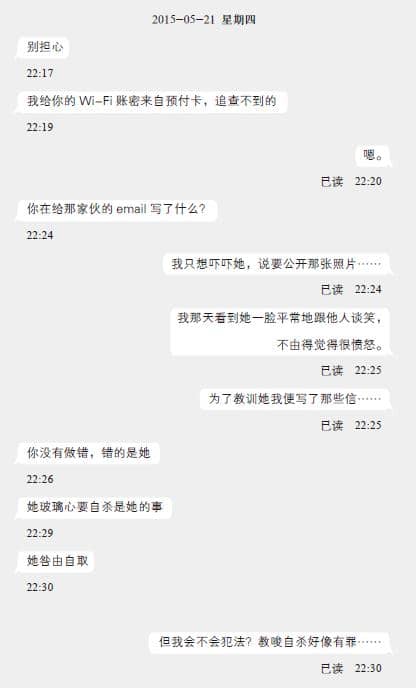 2015-05-21 星期四
别担心
22:17
我给你的 Wi-Fi 账密来自预付卡，追查不到的
22:19
嗯。
已读 22:20
你在给那家伙的 email 写了什么？
22:24
我只想吓吓她，说要公开那张照片……
已读 22:24
我那天看到她一脸平常地跟他人谈笑，
不由得觉得很愤怒。
已读 22:25
为了教训她我便写了那些信……
已读 22:25
你没有做错，错的是她
22:26
她玻璃心要自杀是她的事
22:29
她咎由自取
22:30
但我会不会犯法？教唆自杀好像有罪……
已读 22:30